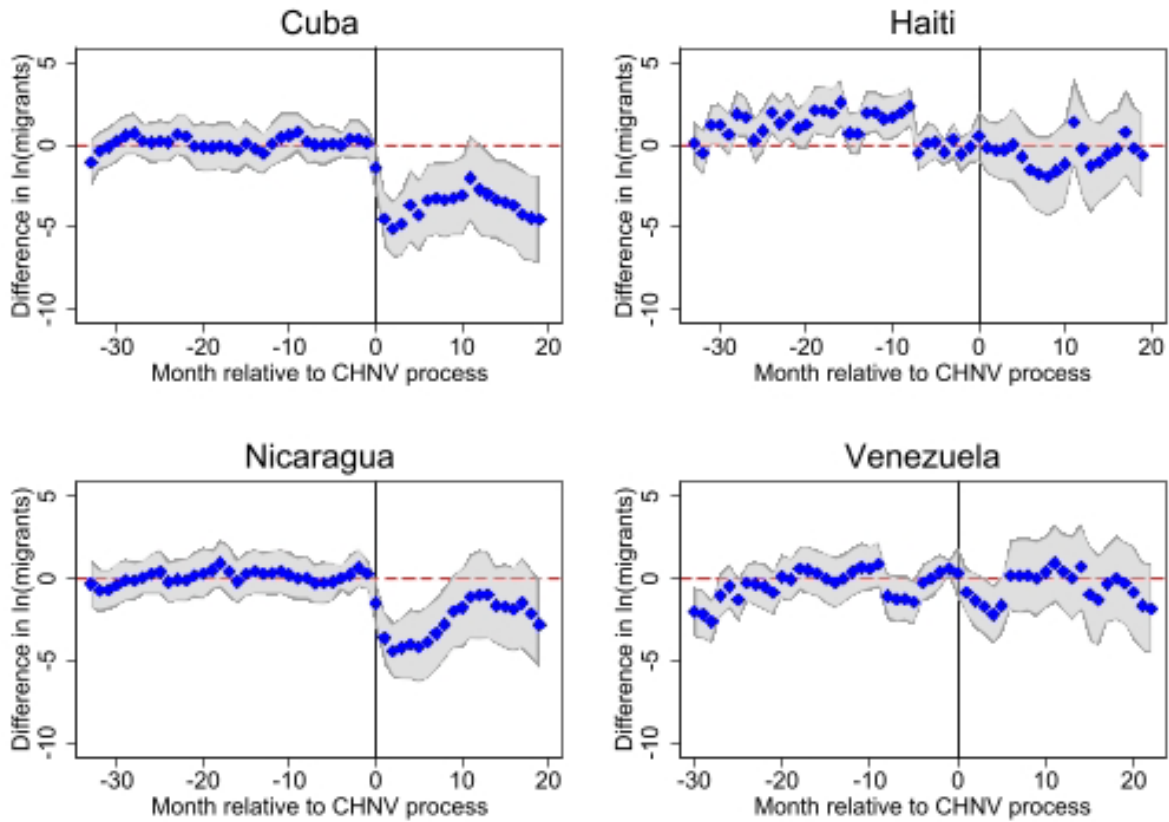 Cuba
Difference in ln(migrants)
5
0
-5
-10
-30 -20 -10 0 10 20
Month relative to CHNV process
Haiti
Difference in ln(migrants)
5
0
-5
-10
-30 -20 -10 0 10 20
Month relative to CHNV process
Nicaragua
Difference in ln(migrants)
5
0
-5
-10
-30 -20 -10 0 10 20
Month relative to CHNV process
Venezuela
Difference in ln(migrants)
5
0
-5
-10
-30 -20 -10 0 10 20
Month relative to CHNV process